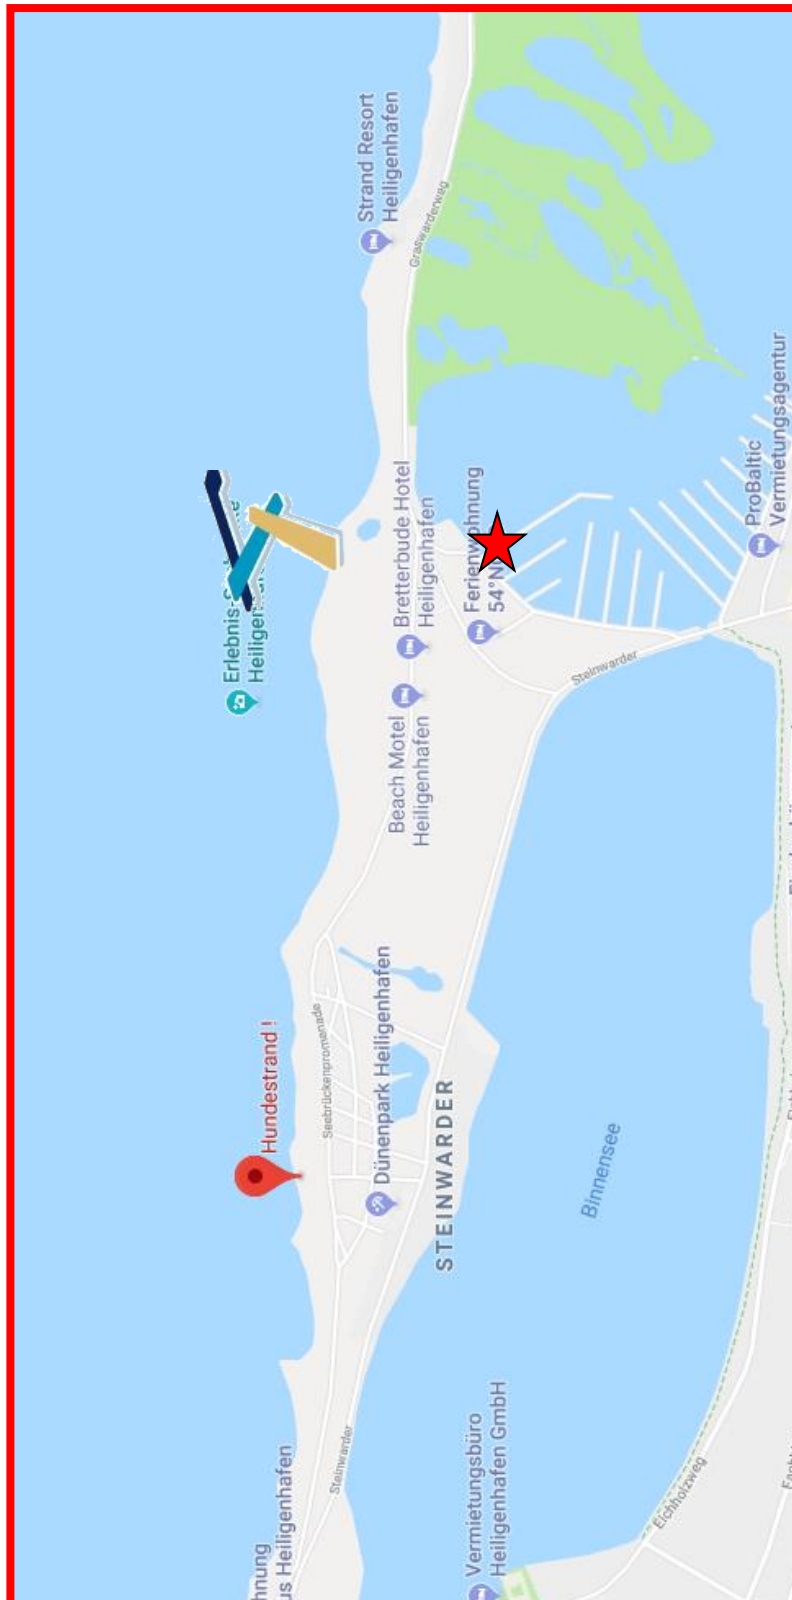 Strand Resort
Heiligenhafen
Graswarderweg
ProBaltic
Vermietungsagentur
Bretterbude Hotel
Heiligenhafen
Ferienwohnung
Beach Motel
Heiligenhafen
Steinwarder
Dünenpark Heiligenhafen
Seebrückenpromenade
Hundestrand !
STEINWARDER
Binnensee
Steinwarder
Vermietungsbüro
Heiligenhafen GmbH
Eichholzweg
Heiligenhafen